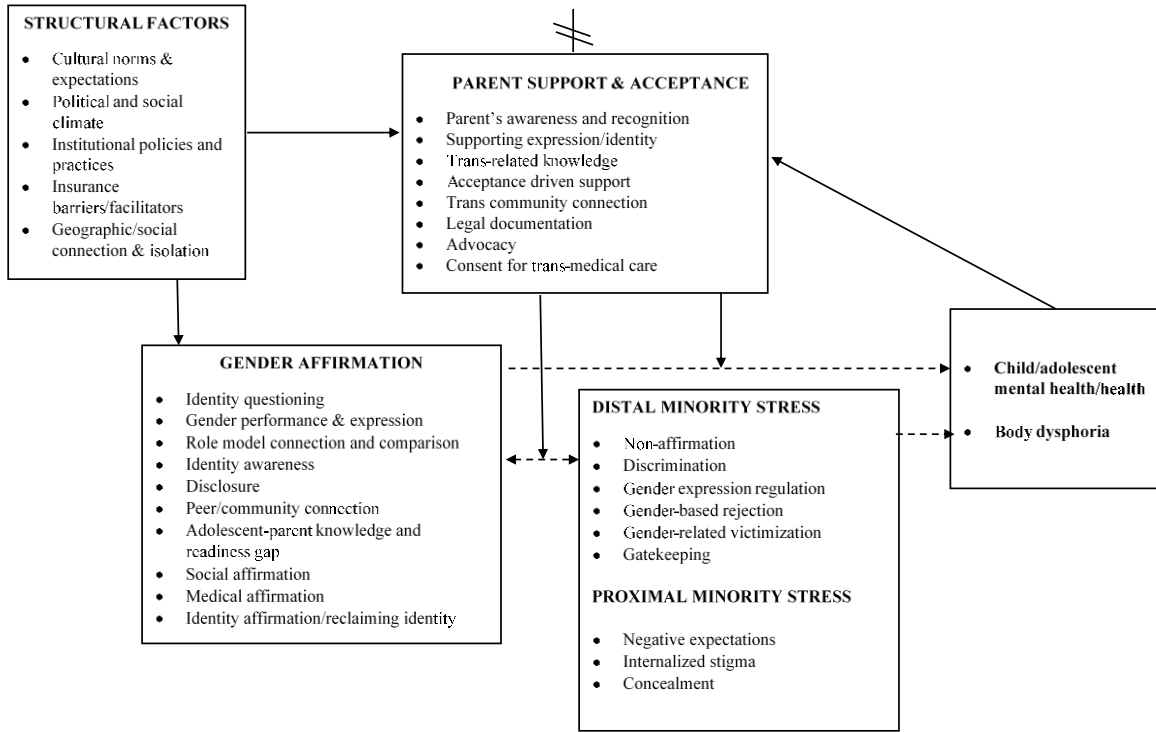 STRUCTURAL FACTORS
● Cultural norms &
expectations
● Political and social
climate
● Institutional policies and
practices
● Insurance
barriers/facilitators
● Geographic/social
connection & isolation
PARENT SUPPORT & ACCEPTANCE
● Parent's awareness and recognition
● Supporting expression/identity
● Trans-related knowledge
● Acceptance driven support
● Trans community connection
● Legal documentation
● Advocacy
● Consent for trans-medical care
GENDER AFFIRMATION
● Identity questioning
● Gender performance & expression
● Role model connection and comparison
● Identity awareness
● Disclosure
● Peer/community connection
● Adolescent-parent knowledge and
readiness gap
● Social affirmation
● Medical affirmation
● Identity affirmation/reclaiming identity
DISTAL MINORITY STRESS
● Non-affirmation
● Discrimination
● Gender expression regulation
● Gender-based rejection
● Gender-related victimization
● Gatekeeping
PROXIMAL MINORITY STRESS
● Negative expectations
● Internalized stigma
● Concealment
● Child/adolescent
mental health/health
● Body dysphoria